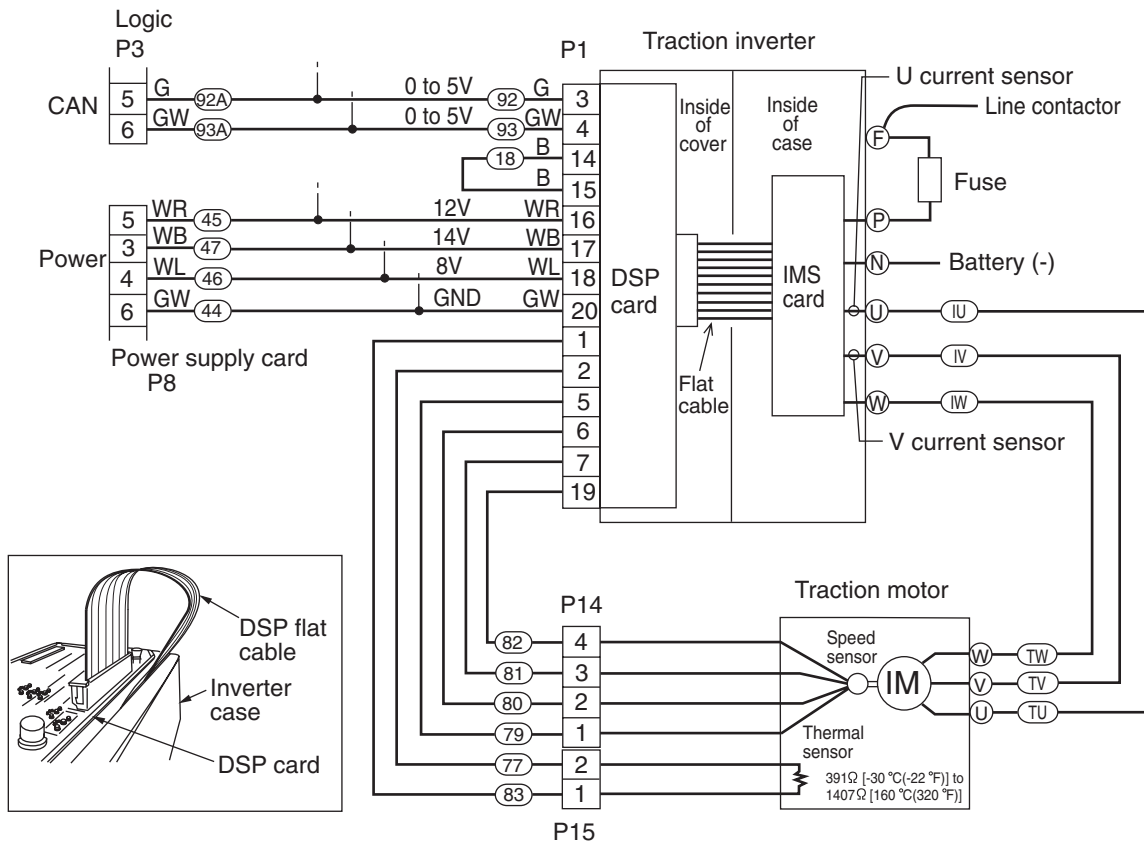 Logic
P3
CAN
5 G 92A 0 to 5V 92 G 3
6 GW 93A 0 to 5V 93 GW 4
18 B 14
B 15
Power
5 WR 45 12V WR 16
3 WB 47 14V WB 17
4 WL 46 8V WL 18
6 GW 44 GND GW 20
Power supply card
P8
P1
1
2
5
6
7
19
Traction inverter
Inside
of
cover
Inside
of
case
DSP
card
IMS
card
Flat
cable
U current sensor
Line contactor
F
Fuse
P
N Battery (-)
U IU
V IV
W IW
V current sensor
DSP flat
cable
Inverter
case
DSP card
P14
82 4
81 3
80 2
79 1
77 2
83 1
P15
Traction motor
Speed
sensor
IM
W TW
V TV
U TU
Thermal
sensor
391Ω [-30 °C(-22 °F)] to
1407Ω [160 °C(320 °F)]